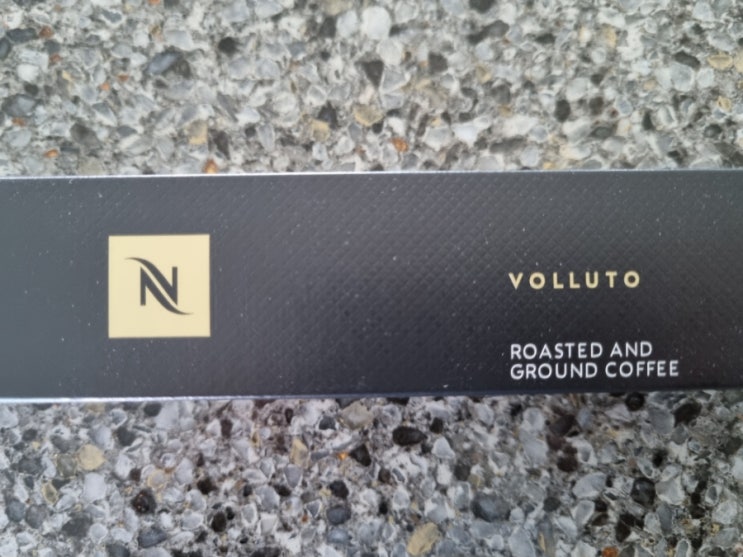 N
VOLLUTO
ROASTED AND
GROUND COFFEE